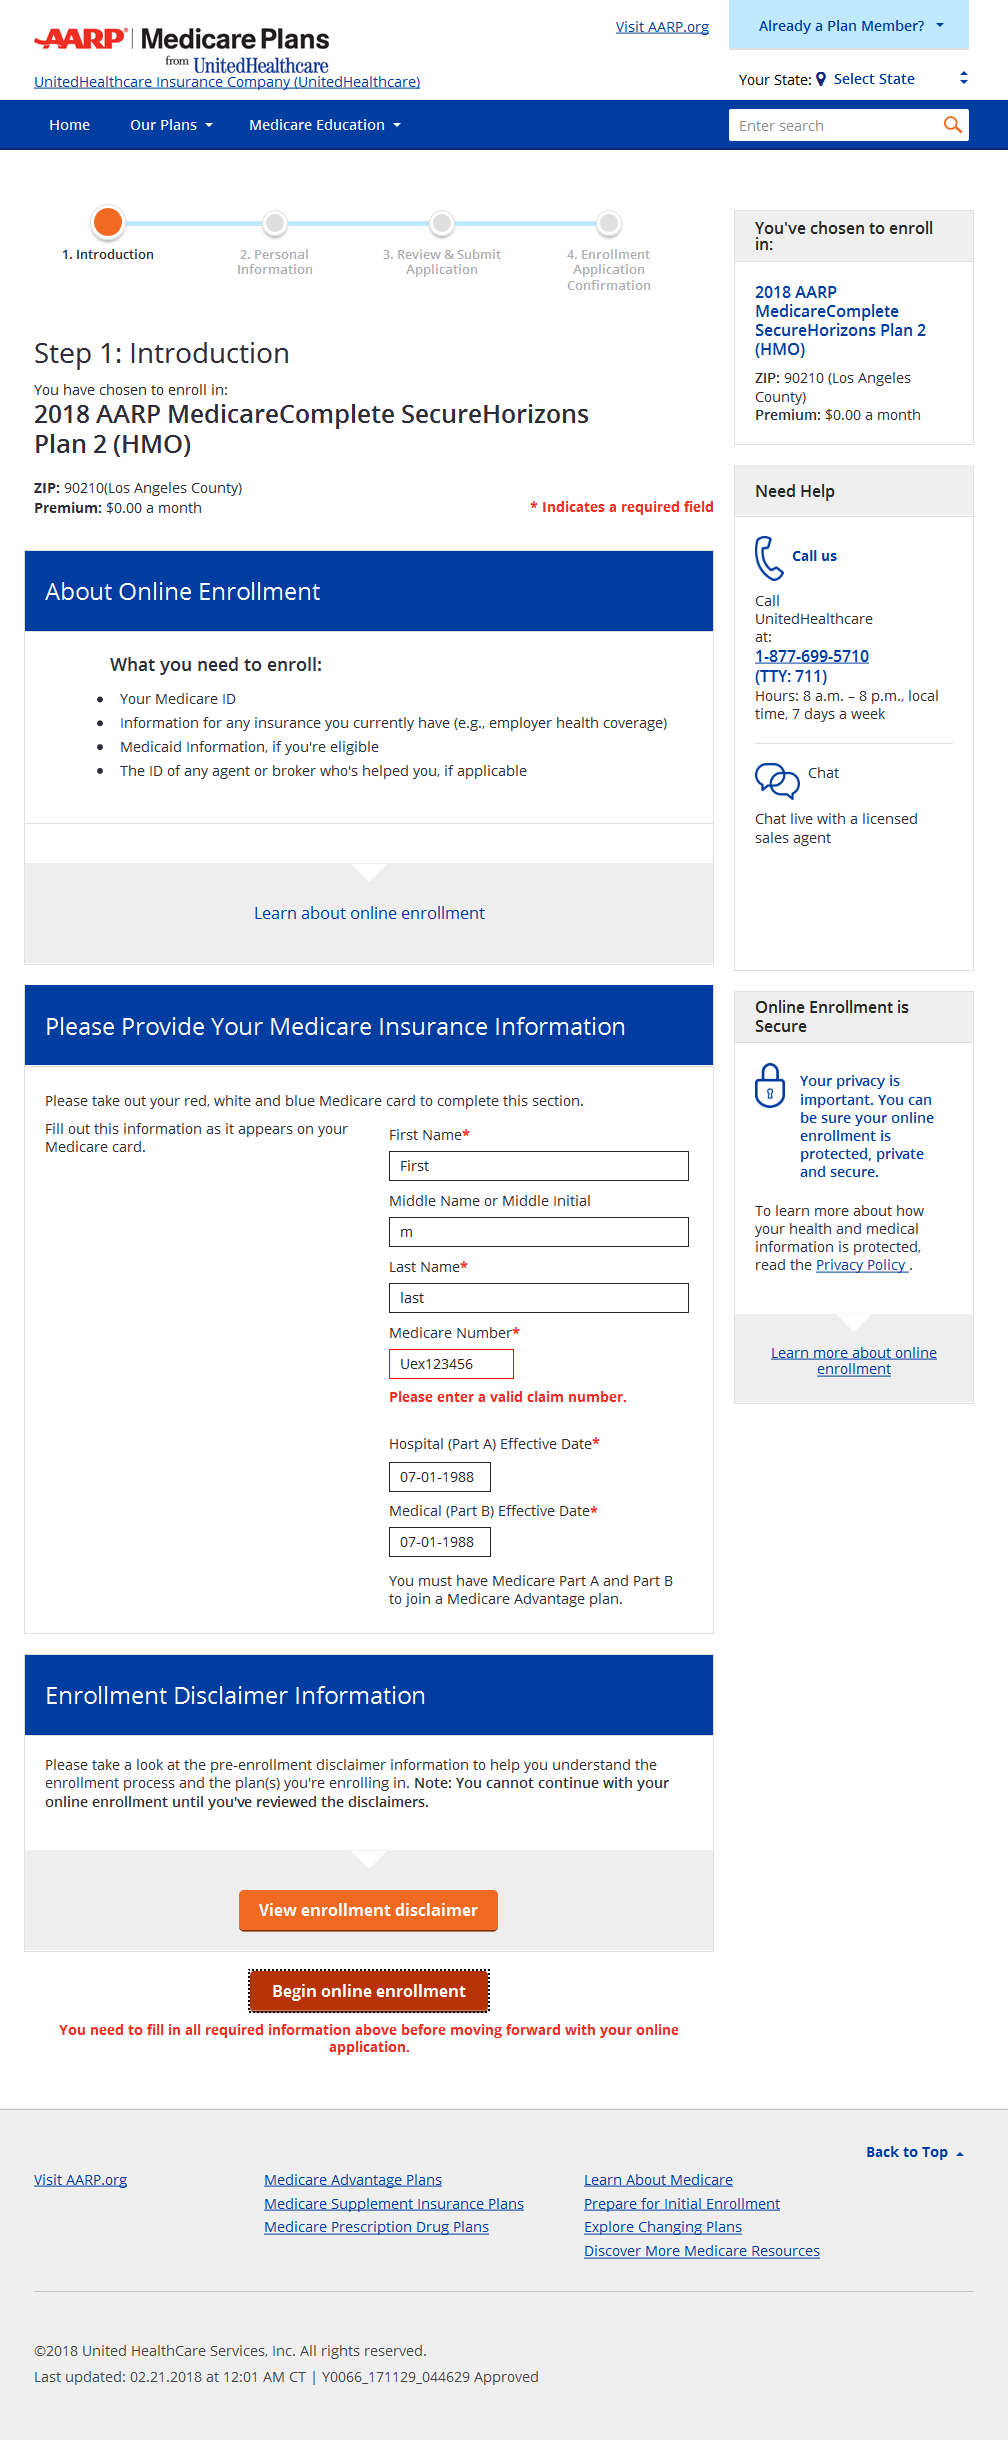 Visit AARP.org
Already a Plan Member?
AARP | Medicare Plans
from UnitedHealthcare
UnitedHealthcare Insurance Company (UnitedHealthcare)
Your State: Select State
Home
Our Plans
Medicare Education
Enter search
1. Introduction
2. Personal
Information
3. Review & Submit
Application
4. Enrollment
Application
Confirmation
Step 1: Introduction
You have chosen to enroll in:
2018 AARP MedicareComplete SecureHorizons
Plan 2 (HMO)
ZIP: 90210(Los Angeles County)
Premium: $0.00 a month
* Indicates a required field
About Online Enrollment
What you need to enroll:
Your Medicare ID
Information for any insurance you currently have (e.g., employer health coverage)
Medicaid Information, if you're eligible
The ID of any agent or broker who's helped you, if applicable
Learn about online enrollment
Please Provide Your Medicare Insurance Information
Please take out your red, white and blue Medicare card to complete this section.
Fill out this information as it appears on your
Medicare card.
First Name*
First
Middle Name or Middle Initial
m
Last Name*
last
Medicare Number*
Uex123456
Please enter a valid claim number.
Hospital (Part A) Effective Date*
07-01-1988
Medical (Part B) Effective Date*
07-01-1988
You must have Medicare Part A and Part B
to join a Medicare Advantage plan.
Enrollment Disclaimer Information
Please take a look at the pre-enrollment disclaimer information to help you understand the
enrollment process and the plan(s) you're enrolling in. Note: You cannot continue with your
online enrollment until you've reviewed the disclaimers.
View enrollment disclaimer
Begin online enrollment
You need to fill in all required information above before moving forward with your online
application.
You've chosen to enroll
in:
2018 AARP
MedicareComplete
SecureHorizons Plan 2
(HMO)
ZIP: 90210 (Los Angeles
County)
Premium: $0.00 a month
Need Help
Call us
Call
UnitedHealthcare
at:
1-877-699-5710
(TTY: 711)
Hours: 8 a.m. – 8 p.m., local
time, 7 days a week
Chat
Chat live with a licensed
sales agent
Online Enrollment is
Secure
Your privacy is
important. You can
be sure your online
enrollment is
protected, private
and secure.
To learn more about how
your health and medical
information is protected,
read the Privacy Policy .
Learn more about online
enrollment
Back to Top
Visit AARP.org
Medicare Advantage Plans
Medicare Supplement Insurance Plans
Medicare Prescription Drug Plans
Learn About Medicare
Prepare for Initial Enrollment
Explore Changing Plans
Discover More Medicare Resources
©2018 United HealthCare Services, Inc. All rights reserved.
Last updated: 02.21.2018 at 12:01 AM CT | Y0066_171129_044629 Approved